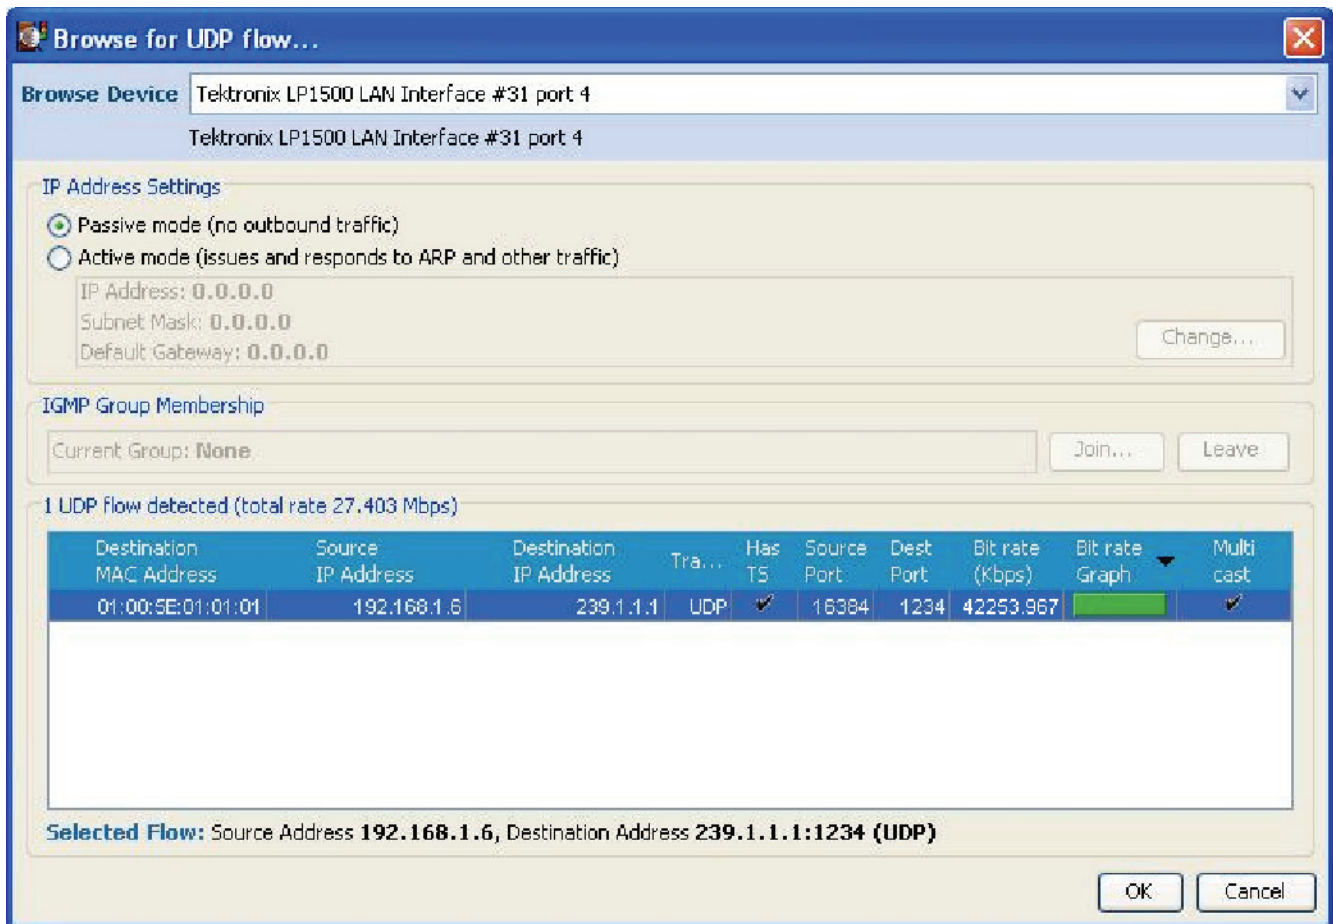 Browse for UDP flow...
Browse Device Tektronix LP1500 LAN Interface #31 port 4
Tektronix LP1500 LAN Interface #31 port 4
IP Address Settings
Passive mode (no outbound traffic)
Active mode (issues and responds to ARP and other traffic)
IP Address: 0.0.0.0
Subnet Mask: 0.0.0.0
Default Gateway: 0.0.0.0
Change...
IGMP Group Membership
Current Group: None
Join... Leave
1 UDP flow detected (total rate 27.403 Mbps)
Destination MAC Address Source IP Address Destination IP Address Tra... Has TS Source Port Dest Port Bit rate (Kbps) Bit rate Graph Multi cast
01:00:5E:01:01:01 192.168.1.6 239.1.1.1 UDP 16384 1234 42253.967
Selected Flow: Source Address 192.168.1.6, Destination Address 239.1.1.1:1234 (UDP)
OK Cancel